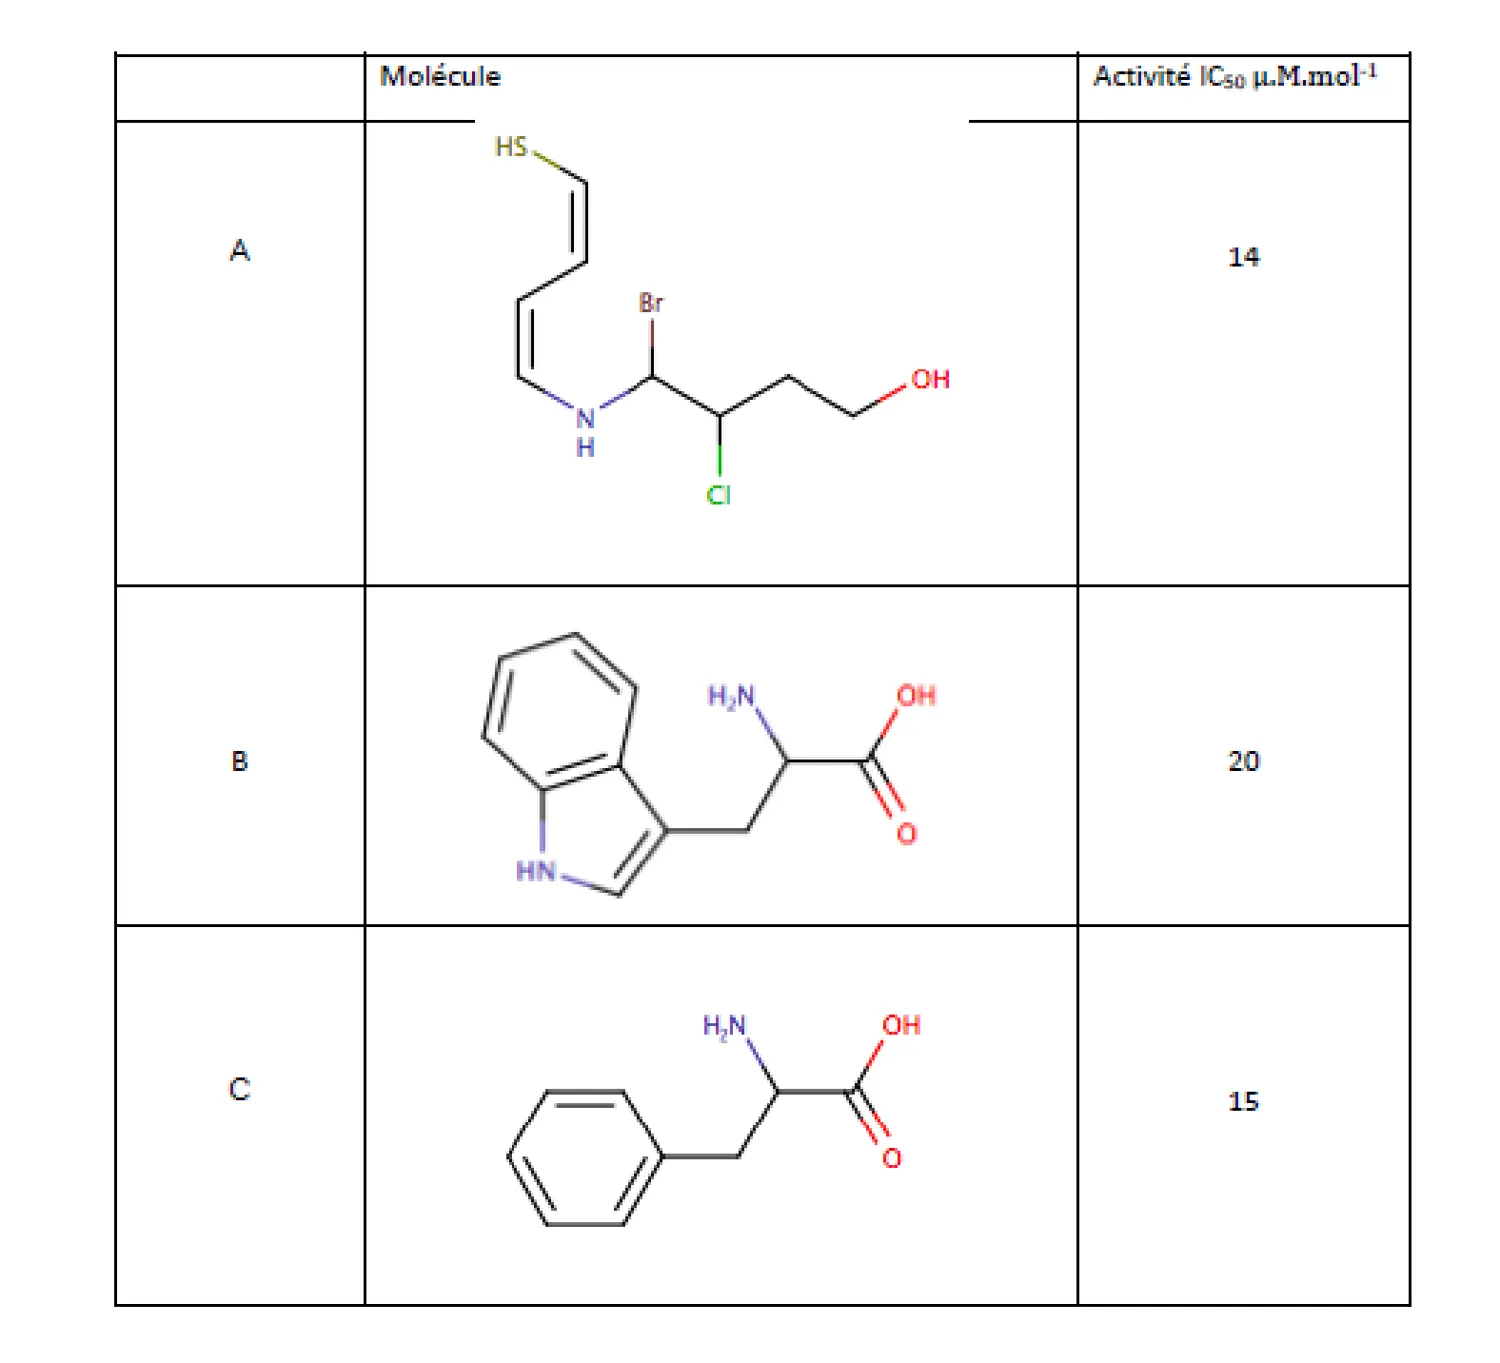 Molécule
Activité IC₅₀ µ.M.mol⁻¹
HS
A
14
Br
OH
N
H
Cl
H₂N
OH
B
20
O
HN
H₂N
OH
C
15
O